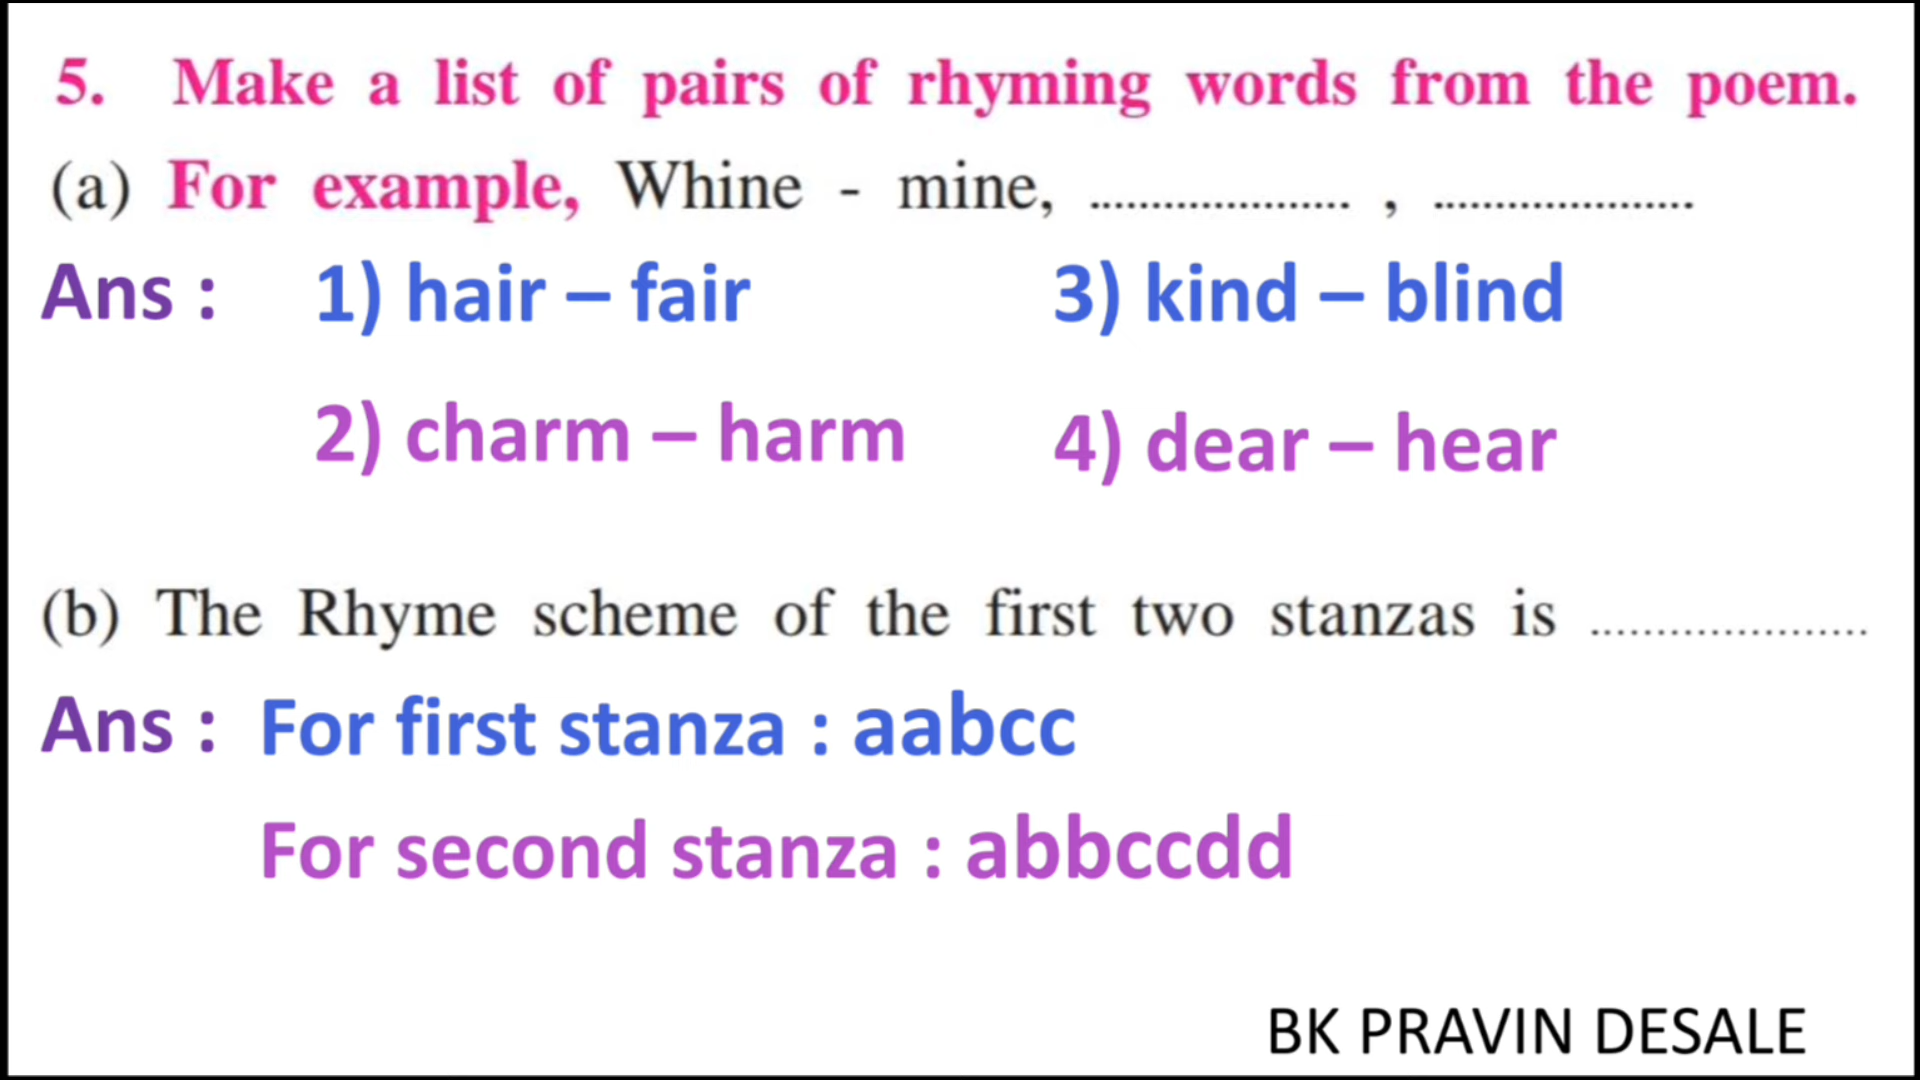 5. Make a list of pairs of rhyming words from the poem.
(a) For example, Whine - mine, ...................... , ......................
Ans : 1) hair – fair 3) kind – blind
2) charm – harm 4) dear – hear
(b) The Rhyme scheme of the first two stanzas is ......................
Ans : For first stanza : aabcc
For second stanza : abbccdd
BK PRAVIN DESALE